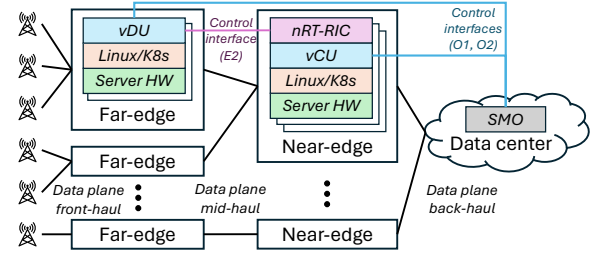 vDU
Linux/K8s
Server HW
Far-edge
Control
interface
(E2)
nRT-RIC
vCU
Linux/K8s
Server HW
Near-edge
Control
interfaces
(O1, O2)
SMO
Data center
Far-edge
Data plane
front-haul
Data plane
mid-haul
Data plane
back-haul
Far-edge
Near-edge